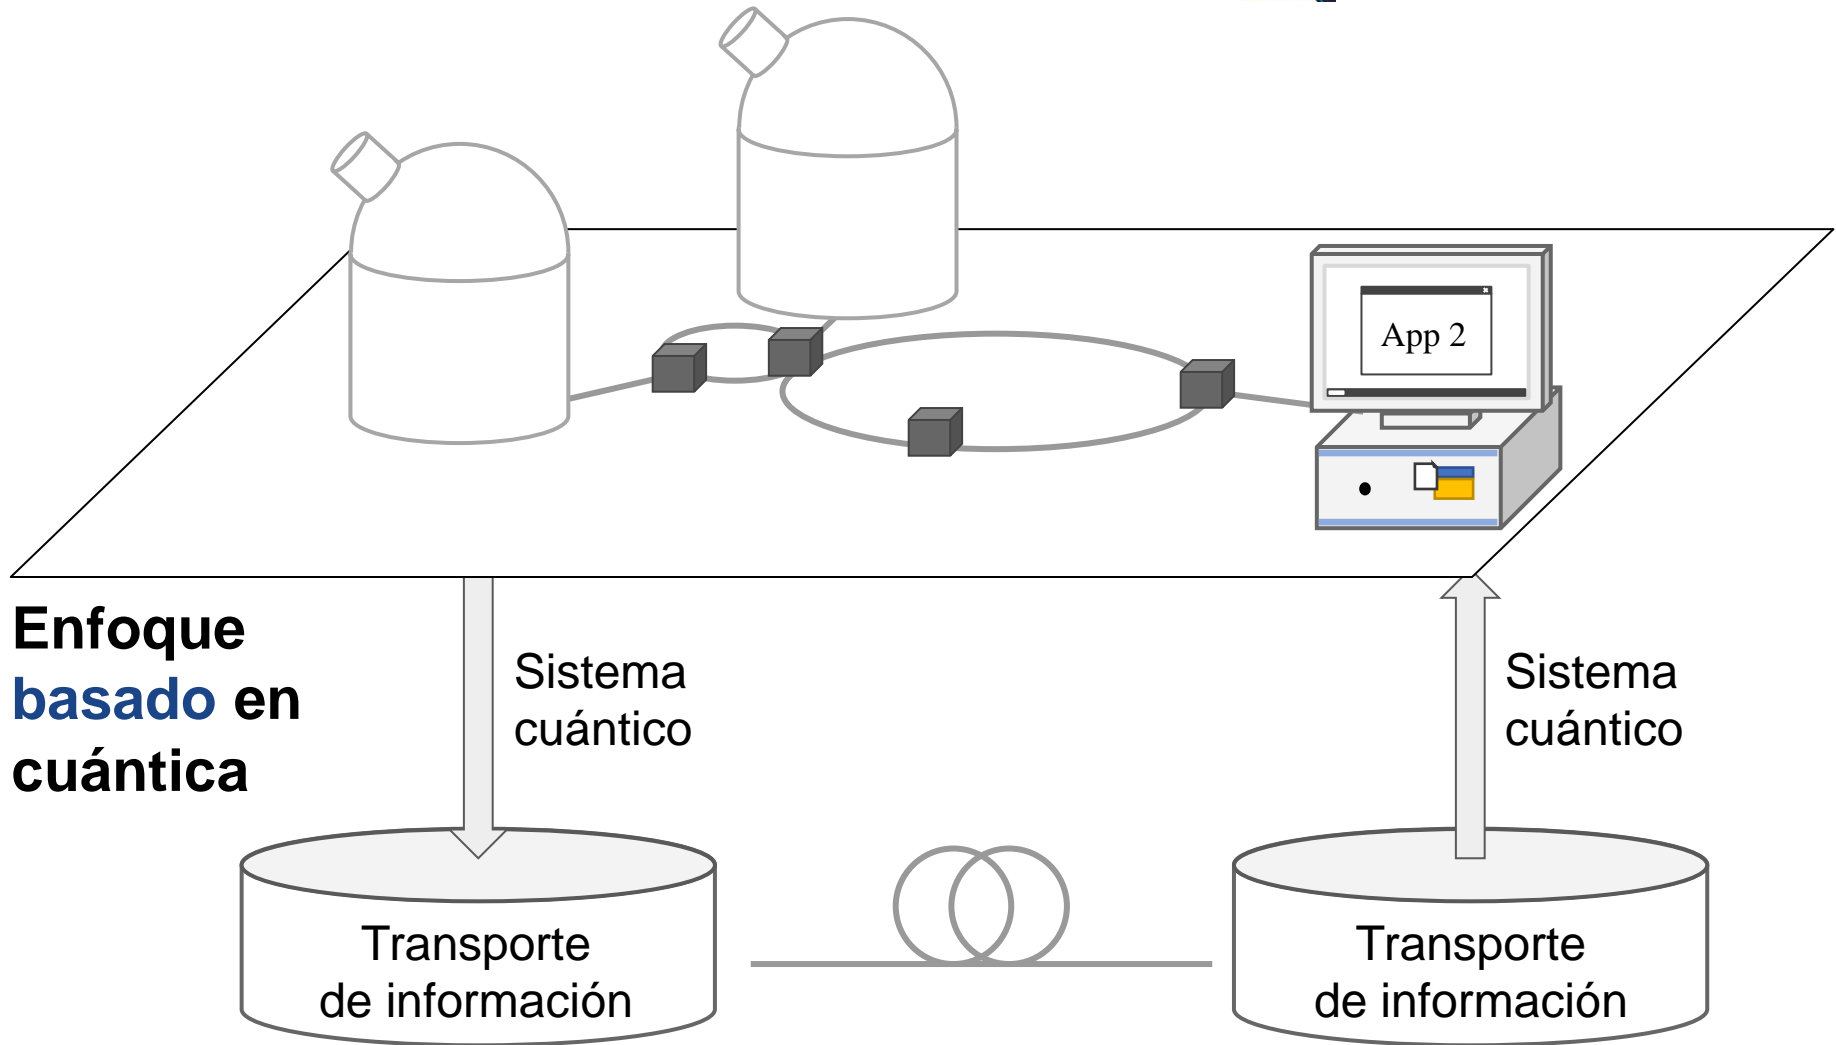 App 2
Enfoque
basado en
cuántica
Sistema
cuántico
Sistema
cuántico
Transporte
de información
Transporte
de información